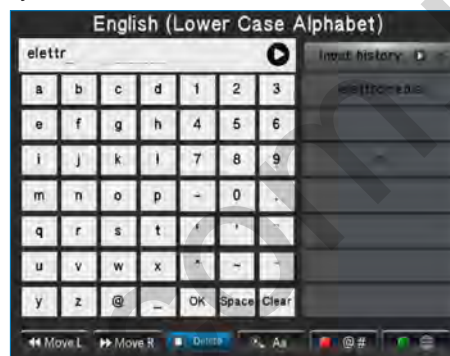 English (Lower Case Alphabet)
elettr_
Input history
a b c d 1 2 3
e f g h 4 5 6
i j k l 7 8 9
m n o p - 0 .
q r s t
u v w x
y z @ _ OK Space Clear
Move L Move R Delete Aa @#